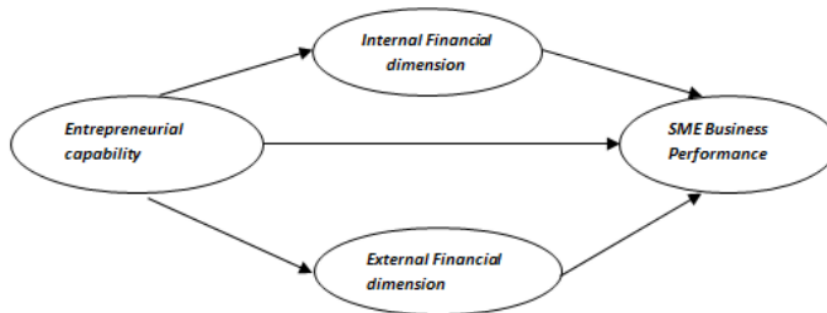 Internal Financial
dimension
Entrepreneurial
capability
SME Business
Performance
External Financial
dimension